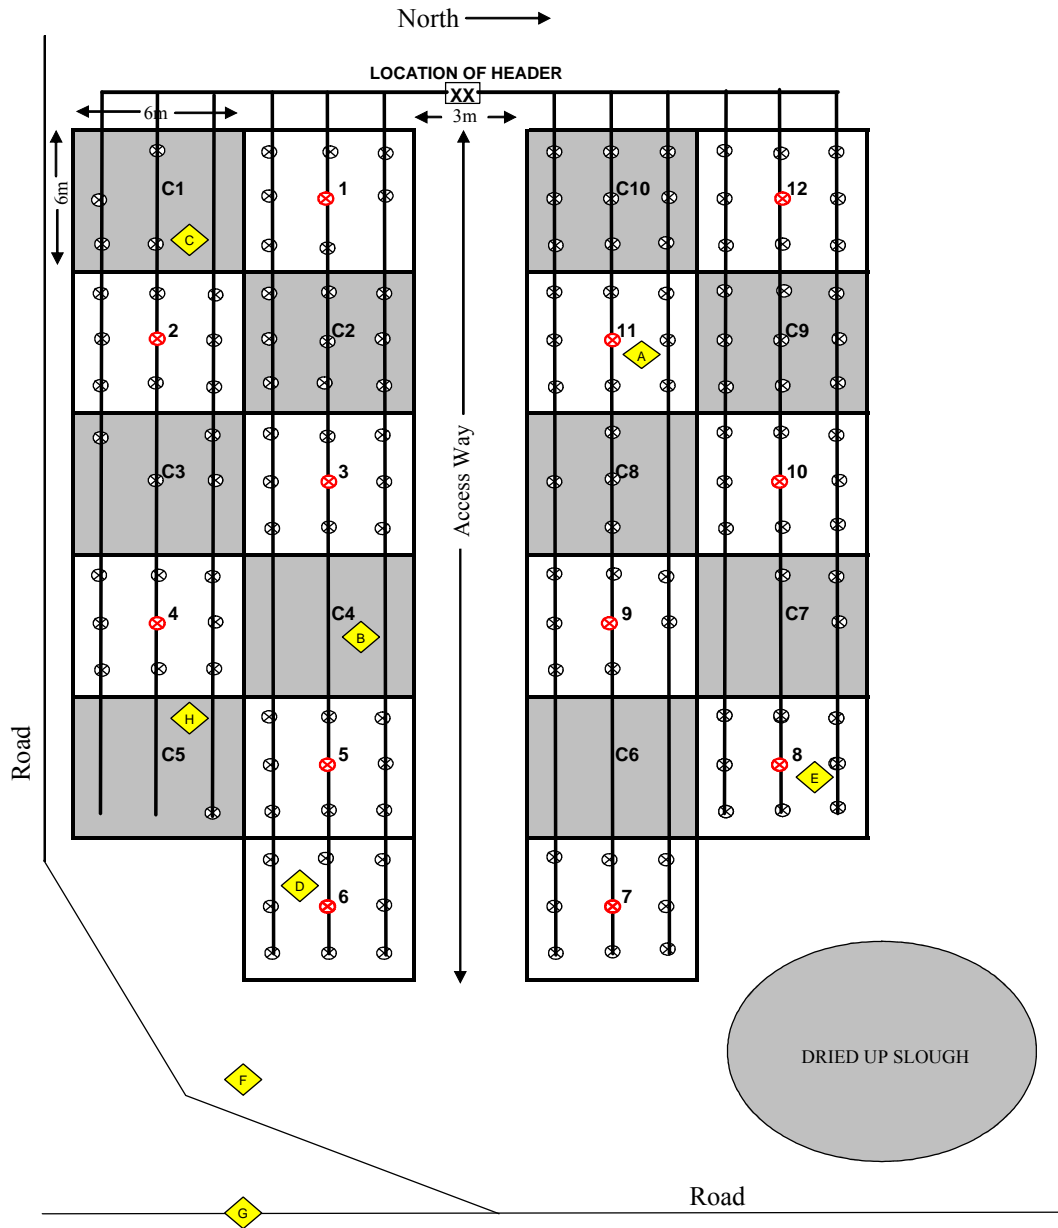 North
LOCATION OF HEADER
XX
6m
3m
6m
C1
1
C10
12
C
2
C2
11
C9
A
C3
3
C8
10
Access Way
4
C4
9
C7
B
H
C5
5
C6
8
E
Road
D
6
7
DRIED UP SLOUGH
F
Road
G